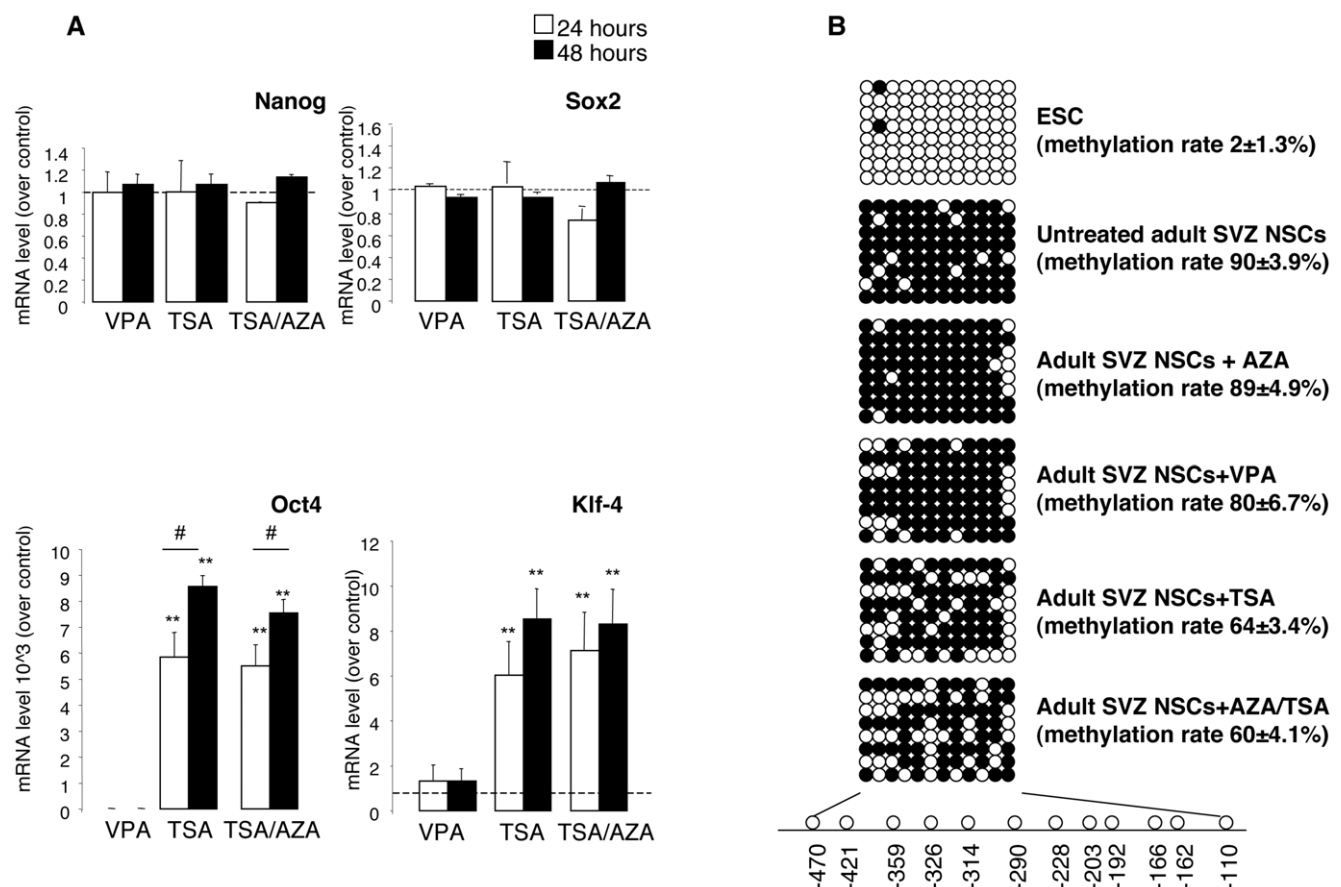 A
24 hours
48 hours
Nanog
mRNA level (over control)
1.4
1.2
1
0.8
0.6
0.4
1.2
0
VPA TSA TSA/AZA
Sox2
mRNA level (over control)
1.6
1.4
1.2
1
0.8
0.6
0.4
1.2
0
VPA TSA TSA/AZA
Oct4
mRNA level 10^3 (over control)
10
9
8
7
6
5
4
3
2
1
0
# #
** ** ** **
VPA TSA TSA/AZA
Klf-4
mRNA level (over control)
12
10
8
6
4
2
0
** ** ** **
VPA TSA TSA/AZA
B
ESC
(methylation rate 2±1.3%)
Untreated adult SVZ NSCs
(methylation rate 90±3.9%)
Adult SVZ NSCs + AZA
(methylation rate 89±4.9%)
Adult SVZ NSCs+VPA
(methylation rate 80±6.7%)
Adult SVZ NSCs+TSA
(methylation rate 64±3.4%)
Adult SVZ NSCs+AZA/TSA
(methylation rate 60±4.1%)
-470 -421 -359 -326 -314 -290 -228 -203 -192 -166 -162 -110